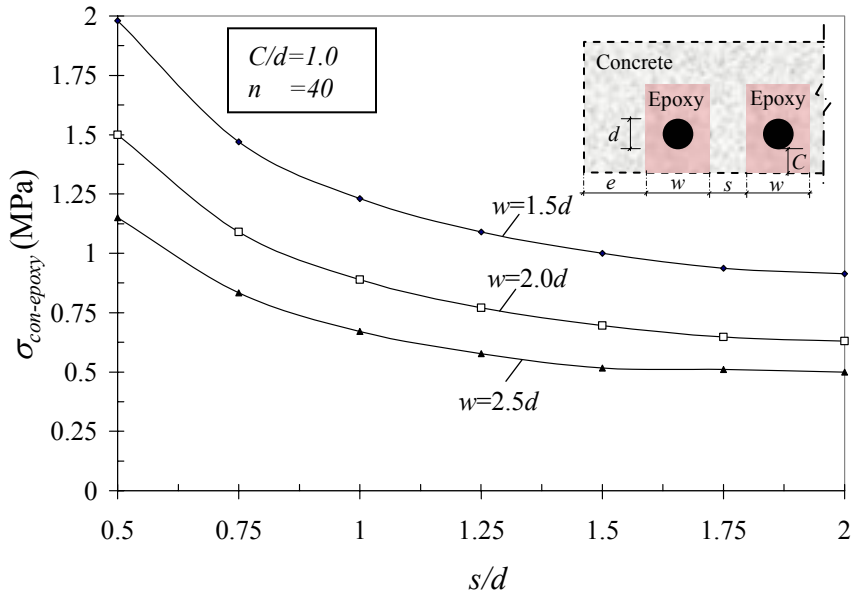 2
1.75
1.5
1.25
1
0.75
0.5
0.25
0
σcon-epoxy (MPa)
C/d=1.0
n =40
Concrete
Epoxy Epoxy
d
C
e w s w
w=1.5d
w=2.0d
w=2.5d
0.5 0.75 1 1.25 1.5 1.75 2
s/d